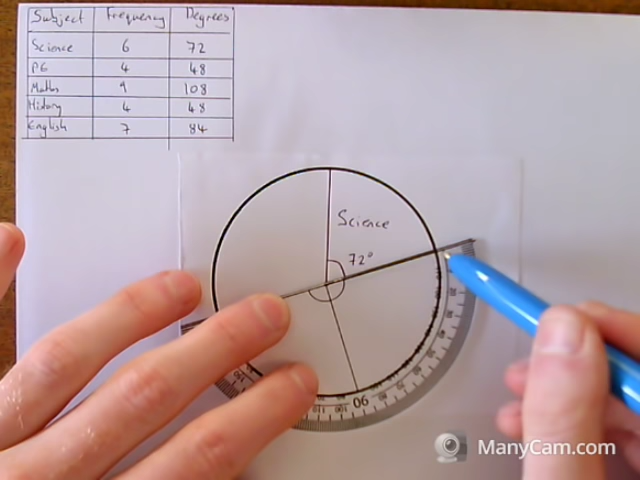 Subject Frequency Degrees
Science 6 72
PE 4 48
Maths 9 108
History 4 48
English 7 84
Science
72°
90
ManyCam.com